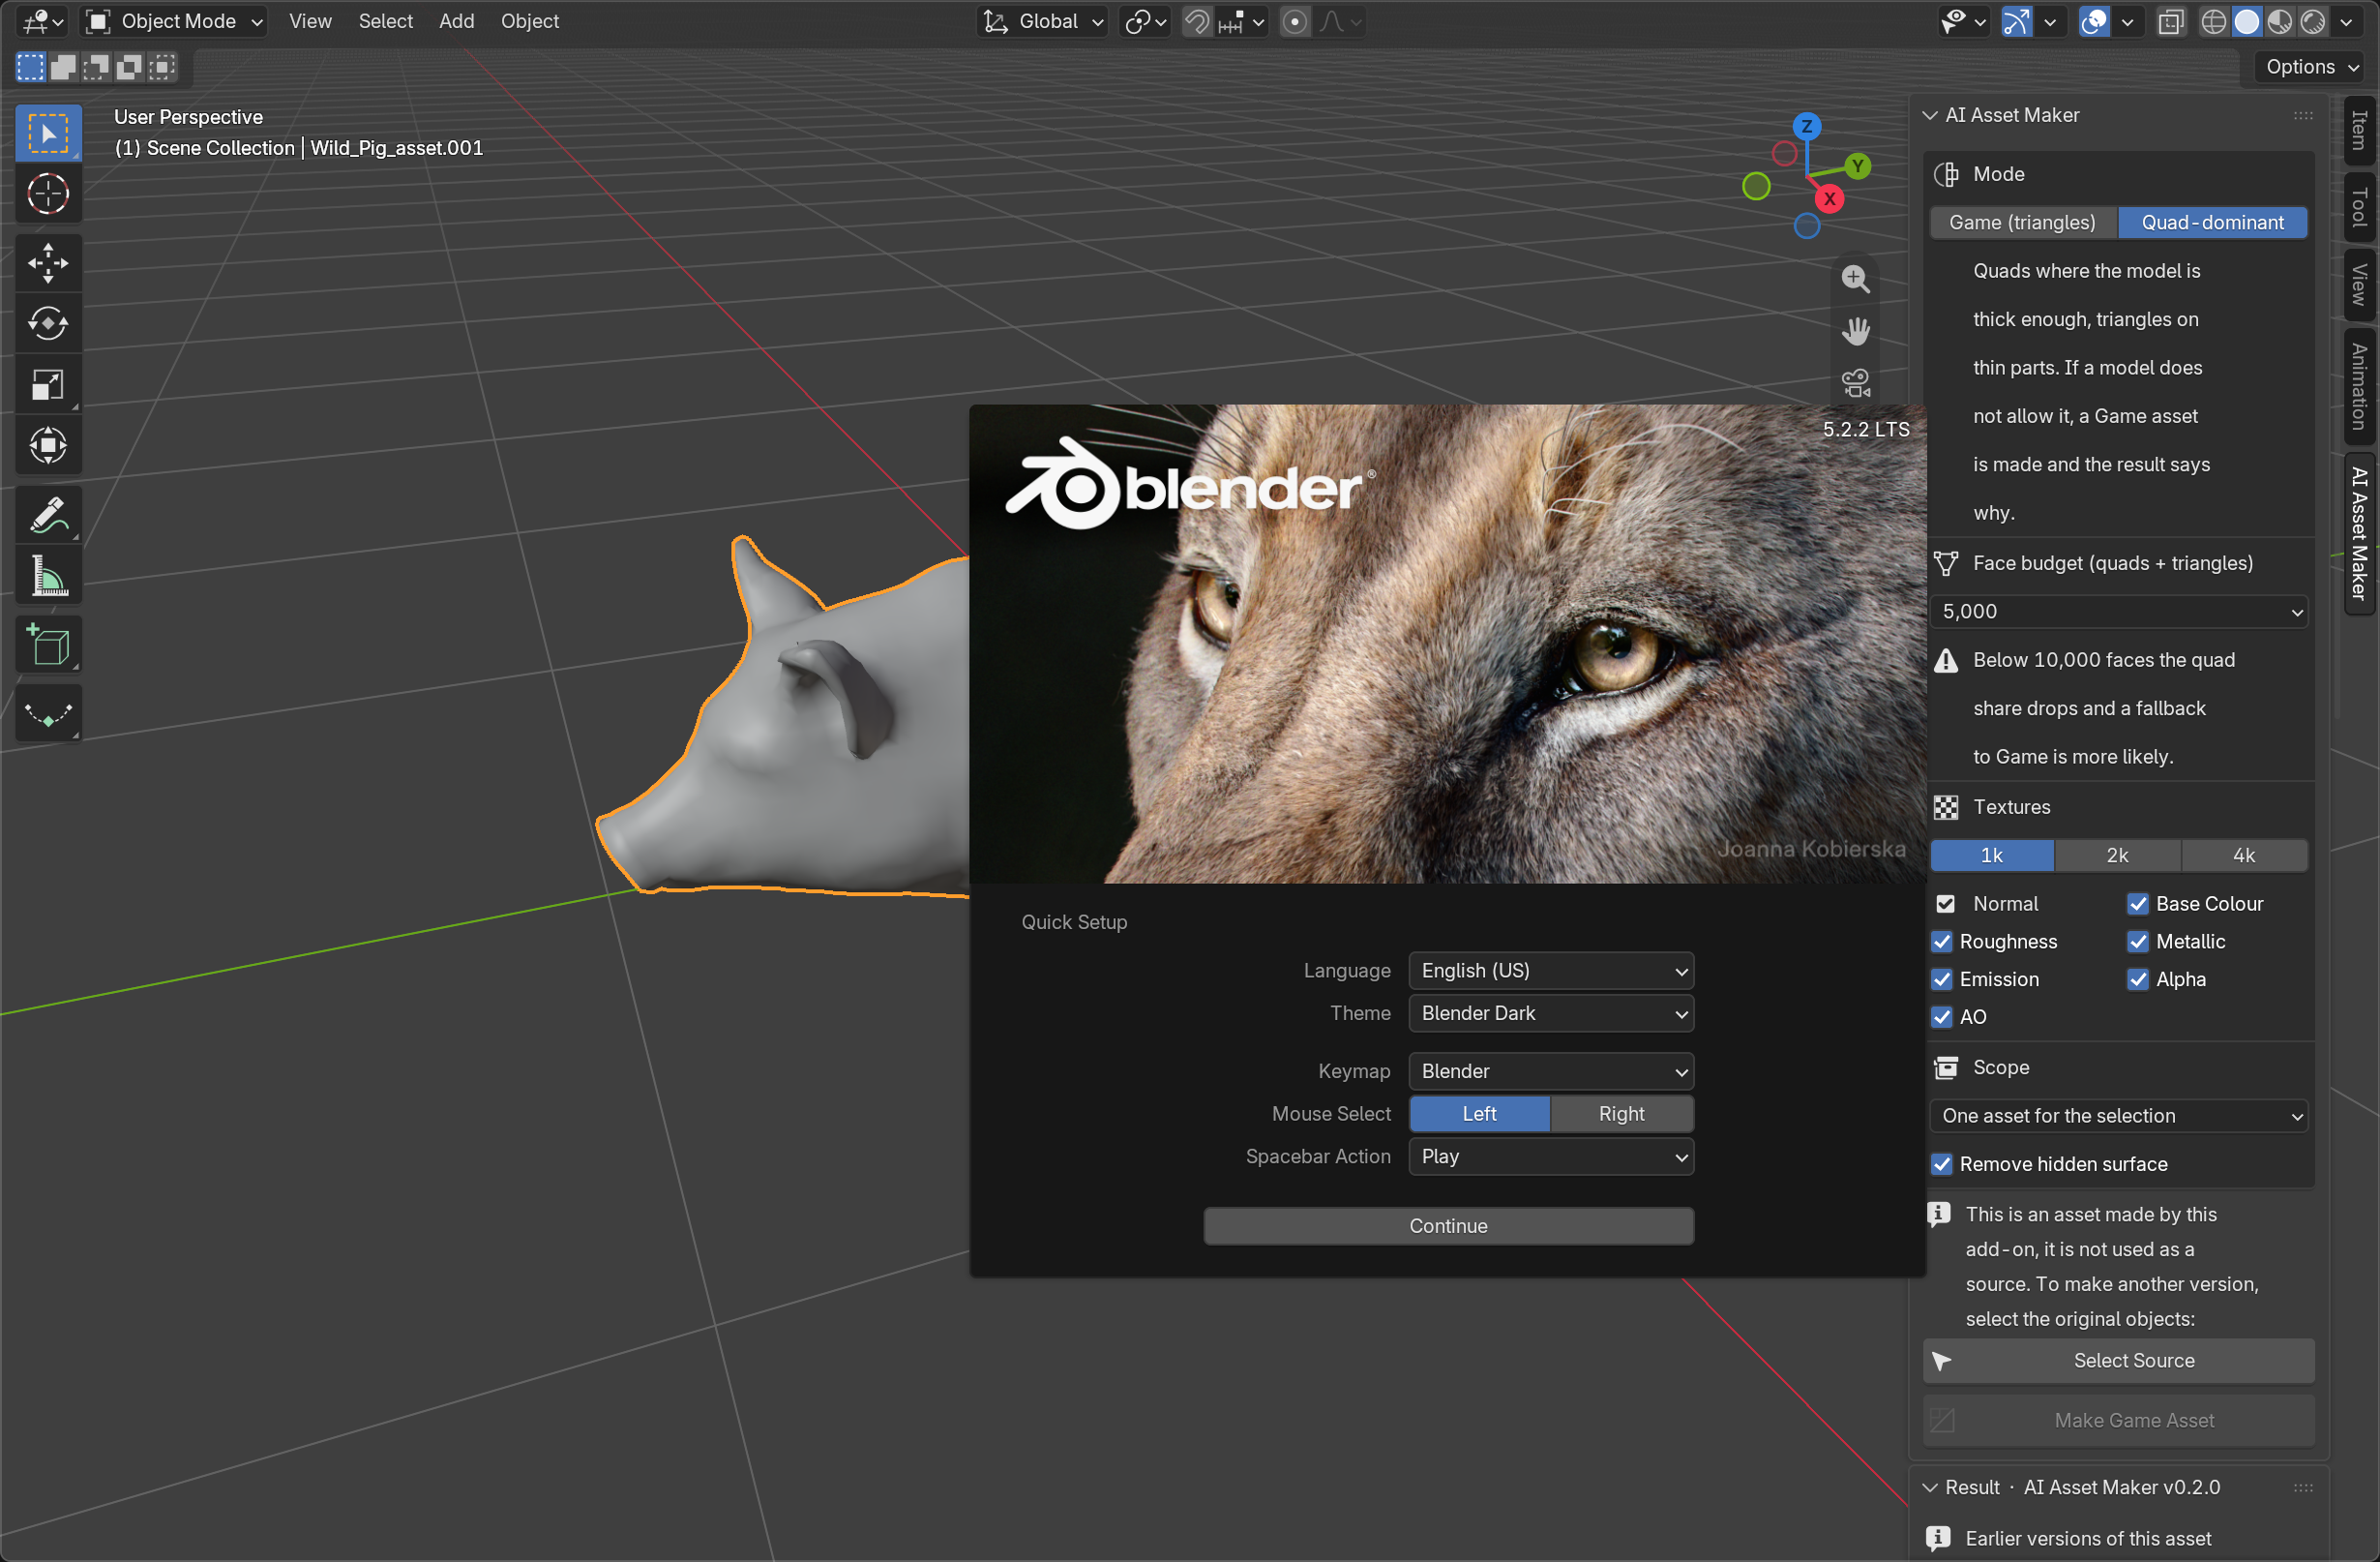 Object Mode
View
Select
Add
Object
Global
Options
User Perspective
(1) Scene Collection | Wild_Pig_asset.001
Z
Y
X
Item
Tool
View
Animation
AI Asset Maker
AI Asset Maker
Mode
Game (triangles)
Quad-dominant
Quads where the model is
thick enough, triangles on
thin parts. If a model does
not allow it, a Game asset
is made and the result says
why.
Face budget (quads + triangles)
5,000
Below 10,000 faces the quad
share drops and a fallback
to Game is more likely.
Textures
1k
2k
4k
Normal
Base Colour
Roughness
Metallic
Emission
Alpha
AO
Scope
One asset for the selection
Remove hidden surface
This is an asset made by this
add-on, it is not used as a
source. To make another version,
select the original objects:
Select Source
Make Game Asset
Result · AI Asset Maker v0.2.0
Earlier versions of this asset
5.2.2 LTS
blender®
Joanna Kobierska
Quick Setup
Language
English (US)
Theme
Blender Dark
Keymap
Blender
Mouse Select
Left
Right
Spacebar Action
Play
Continue